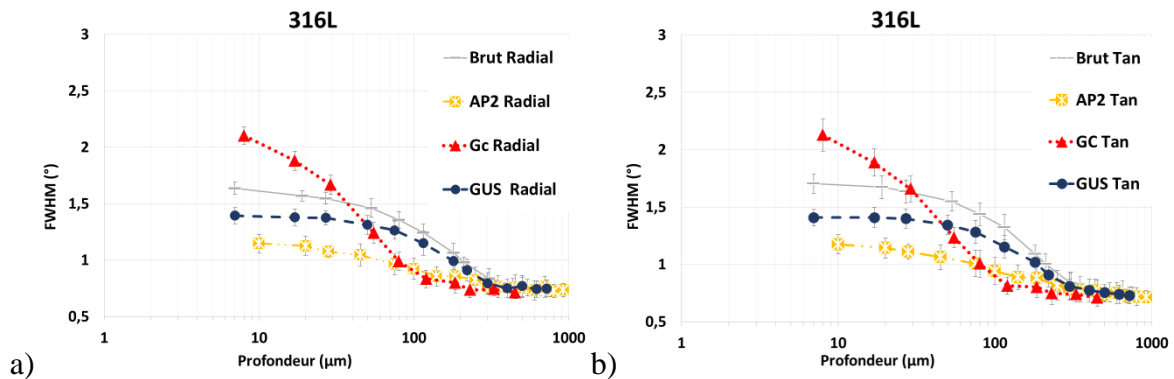 316L
FWHM (°)
3
2,5
2
1,5
1
0,5
1
10
100
1000
Profondeur (µm)
Brut Radial
AP2 Radial
Gc Radial
GUS Radial
a)
316L
FWHM (°)
3
2,5
2
1,5
1
0,5
1
10
100
1000
Profondeur (µm)
Brut Tan
AP2 Tan
GC Tan
GUS Tan
b)